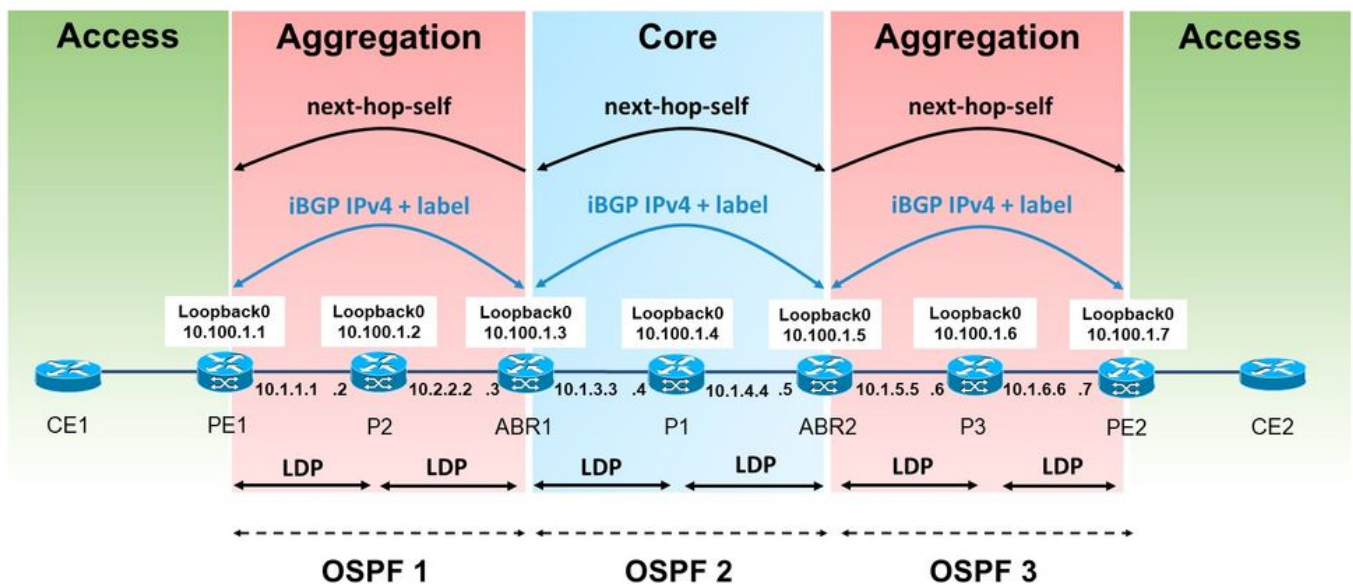 Access
Aggregation
Core
Aggregation
Access
next-hop-self
next-hop-self
next-hop-self
iBGP IPv4 + label
iBGP IPv4 + label
iBGP IPv4 + label
Loopback0
10.100.1.1
Loopback0
10.100.1.2
Loopback0
10.100.1.3
Loopback0
10.100.1.4
Loopback0
10.100.1.5
Loopback0
10.100.1.6
Loopback0
10.100.1.7
10.1.1.1 .2
10.2.2.2 .3
10.1.3.3 .4
10.1.4.4 .5
10.1.5.5 .6
10.1.6.6 .7
CE1
PE1
P2
ABR1
P1
ABR2
P3
PE2
CE2
LDP
LDP
LDP
LDP
LDP
LDP
OSPF 1
OSPF 2
OSPF 3